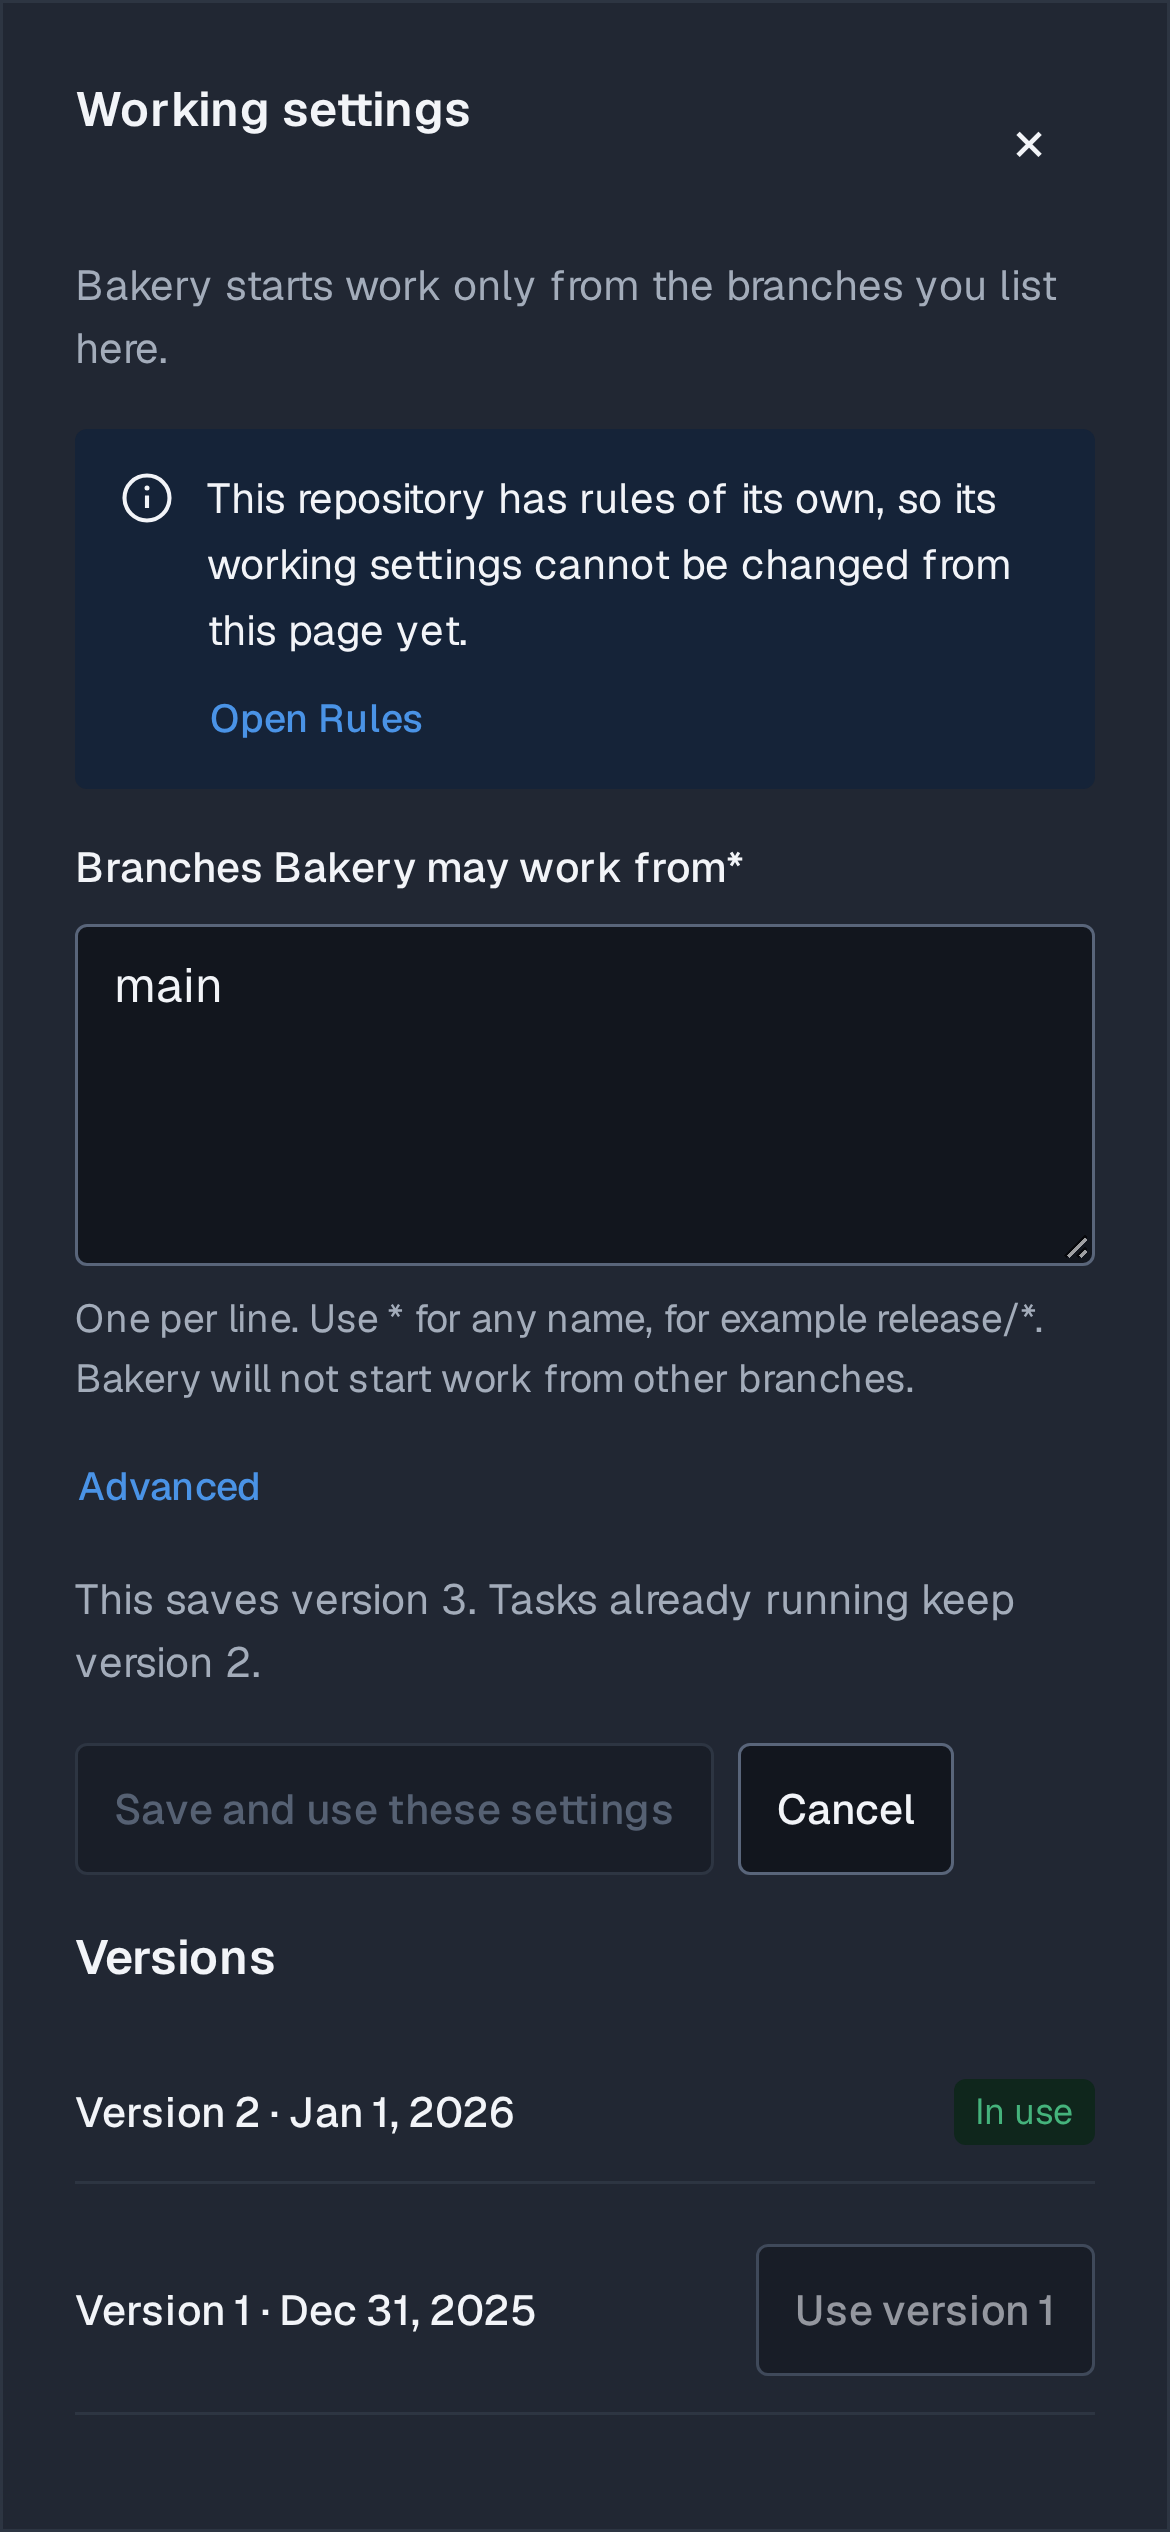 Working settings
Bakery starts work only from the branches you list
here.
This repository has rules of its own, so its
working settings cannot be changed from
this page yet.
Open Rules
Branches Bakery may work from*
main
One per line. Use * for any name, for example release/*.
Bakery will not start work from other branches.
Advanced
This saves version 3. Tasks already running keep
version 2.
Save and use these settings
Cancel
Versions
Version 2 · Jan 1, 2026
In use
Version 1 · Dec 31, 2025
Use version 1